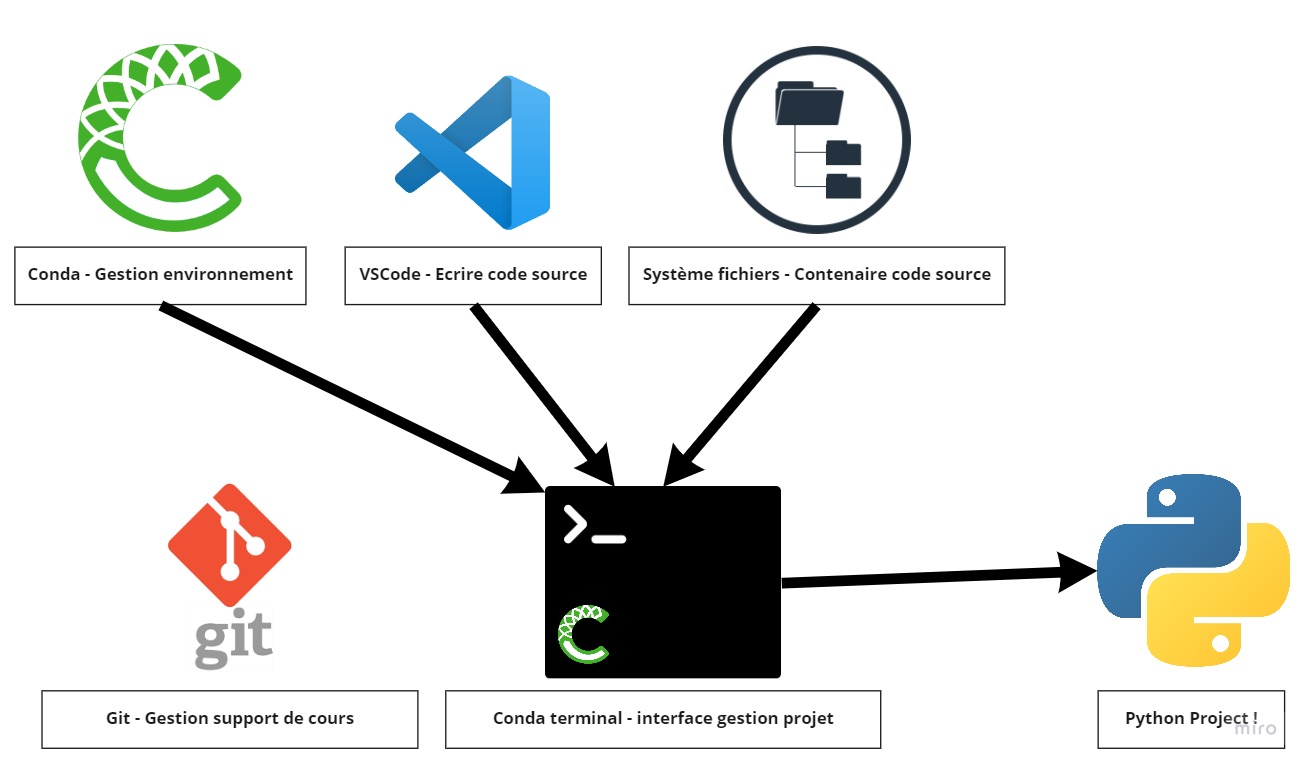 Conda - Gestion environnement
VSCode - Ecrire code source
Système fichiers - Contenaire code source
>_
git
Git - Gestion support de cours
Conda terminal - interface gestion projet
Python Project !
miro